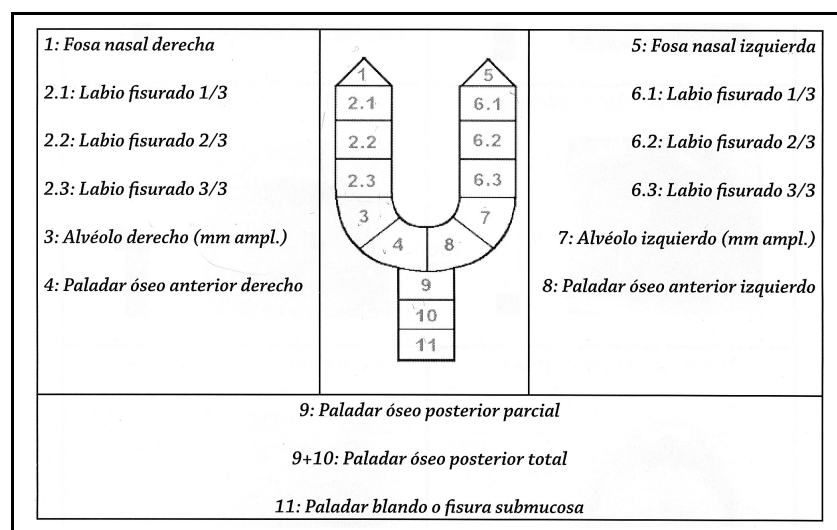 1: Fosa nasal derecha
2.1: Labio fisurado 1/3
2.2: Labio fisurado 2/3
2.3: Labio fisurado 3/3
3: Alvéolo derecho (mm ampl.)
4: Paladar óseo anterior derecho
1
2.1
2.2
2.3
3
4
5
6.1
6.2
6.3
7
8
9
10
11
5: Fosa nasal izquierda
6.1: Labio fisurado 1/3
6.2: Labio fisurado 2/3
6.3: Labio fisurado 3/3
7: Alvéolo izquierdo (mm ampl.)
8: Paladar óseo anterior izquierdo
9: Paladar óseo posterior parcial
9+10: Paladar óseo posterior total
11: Paladar blando o fisura submucosa